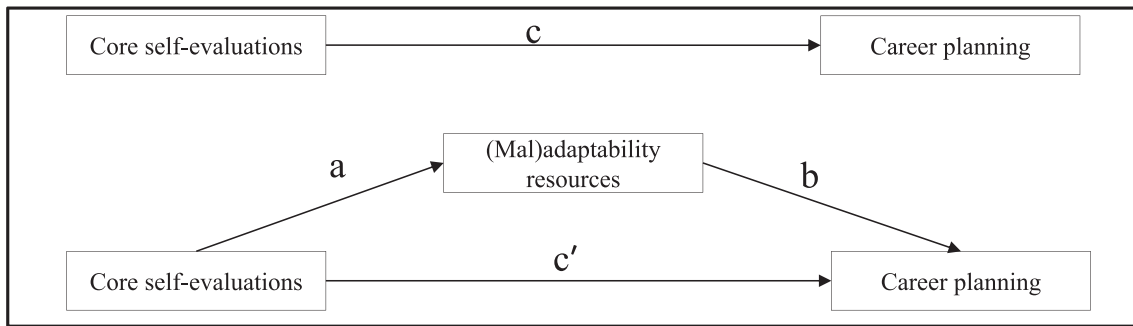 Core self-evaluations
c
Career planning
(Mal)adaptability
resources
a
b
Core self-evaluations
c′
Career planning